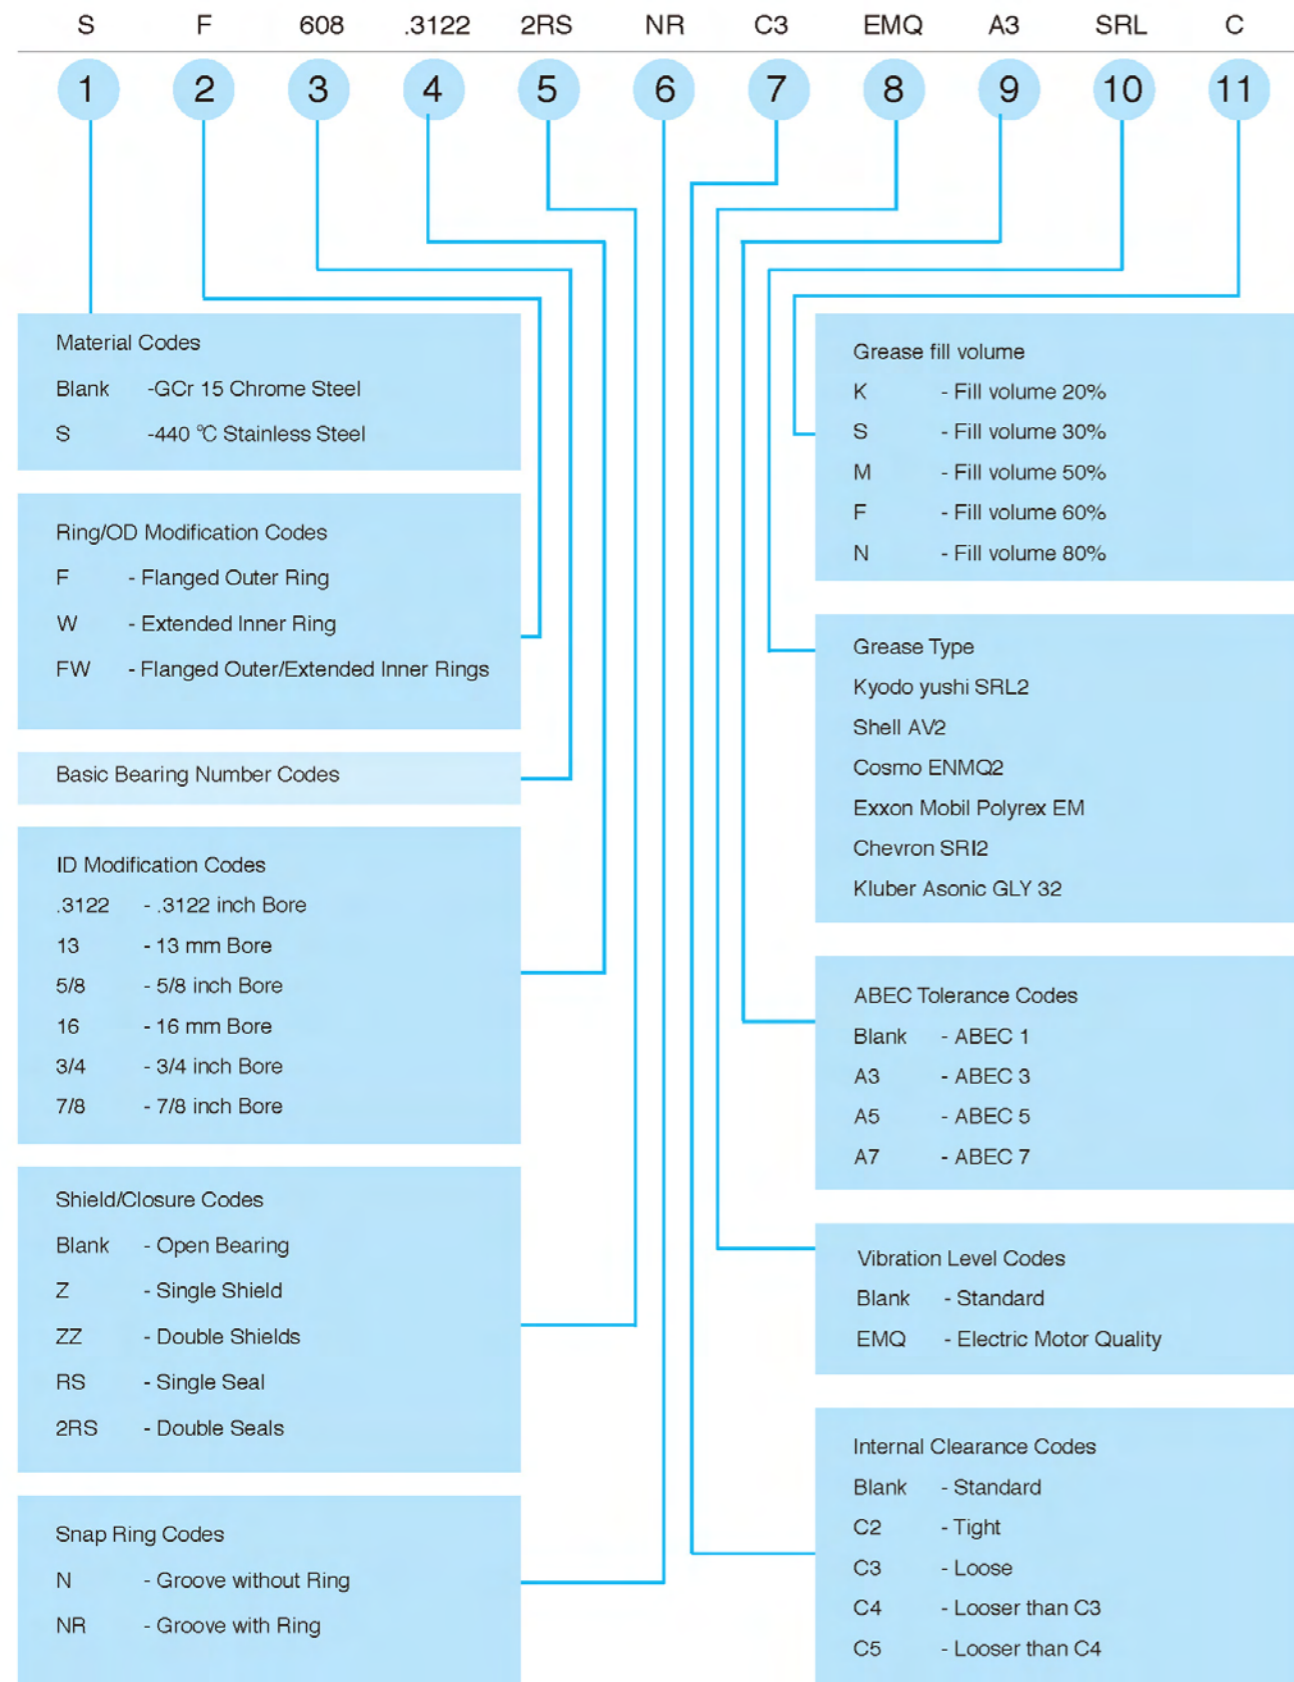 S F 608 .3122 2RS NR C3 EMQ A3 SRL C
1 2 3 4 5 6 7 8 9 10 11
Material Codes
Blank -GCr 15 Chrome Steel
S -440 ℃ Stainless Steel
Ring/OD Modification Codes
F - Flanged Outer Ring
W - Extended Inner Ring
FW - Flanged Outer/Extended Inner Rings
Basic Bearing Number Codes
ID Modification Codes
.3122 - .3122 inch Bore
13 - 13 mm Bore
5/8 - 5/8 inch Bore
16 - 16 mm Bore
3/4 - 3/4 inch Bore
7/8 - 7/8 inch Bore
Shield/Closure Codes
Blank - Open Bearing
Z - Single Shield
ZZ - Double Shields
RS - Single Seal
2RS - Double Seals
Snap Ring Codes
N - Groove without Ring
NR - Groove with Ring
Grease fill volume
K - Fill volume 20%
S - Fill volume 30%
M - Fill volume 50%
F - Fill volume 60%
N - Fill volume 80%
Grease Type
Kyodo yushi SRL2
Shell AV2
Cosmo ENMQ2
Exxon Mobil Polyrex EM
Chevron SRI2
Kluber Asonic GLY 32
ABEC Tolerance Codes
Blank - ABEC 1
A3 - ABEC 3
A5 - ABEC 5
A7 - ABEC 7
Vibration Level Codes
Blank - Standard
EMQ - Electric Motor Quality
Internal Clearance Codes
Blank - Standard
C2 - Tight
C3 - Loose
C4 - Looser than C3
C5 - Looser than C4